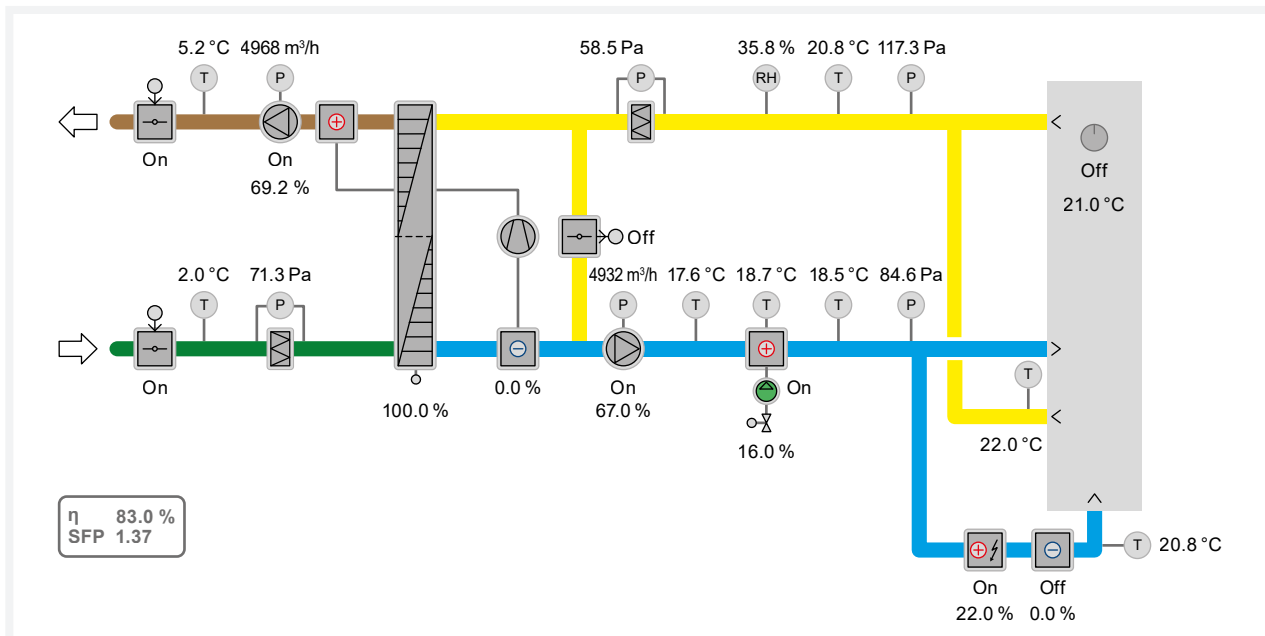 5.2 °C 4968 m³/h 58.5 Pa 35.8 % 20.8 °C 117.3 Pa
T P P RH T P
On On Off
69.2 % 21.0 °C
Off
2.0 °C 71.3 Pa 4932 m³/h 17.6 °C 18.7 °C 18.5 °C 84.6 Pa
T P P T T T P
On 0.0 % On On T
100.0 % 67.0 %
16.0 % 22.0 °C
η 83.0 %
SFP 1.37
T 20.8 °C
On Off
22.0 % 0.0 %